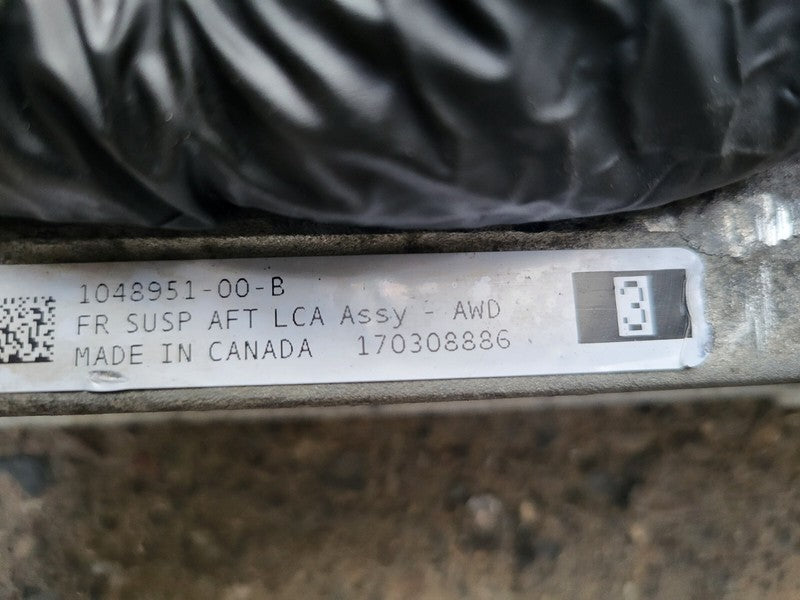 1048951-00-B
FR SUSP AFT LCA Assy - AWD
MADE IN CANADA 170308886
3